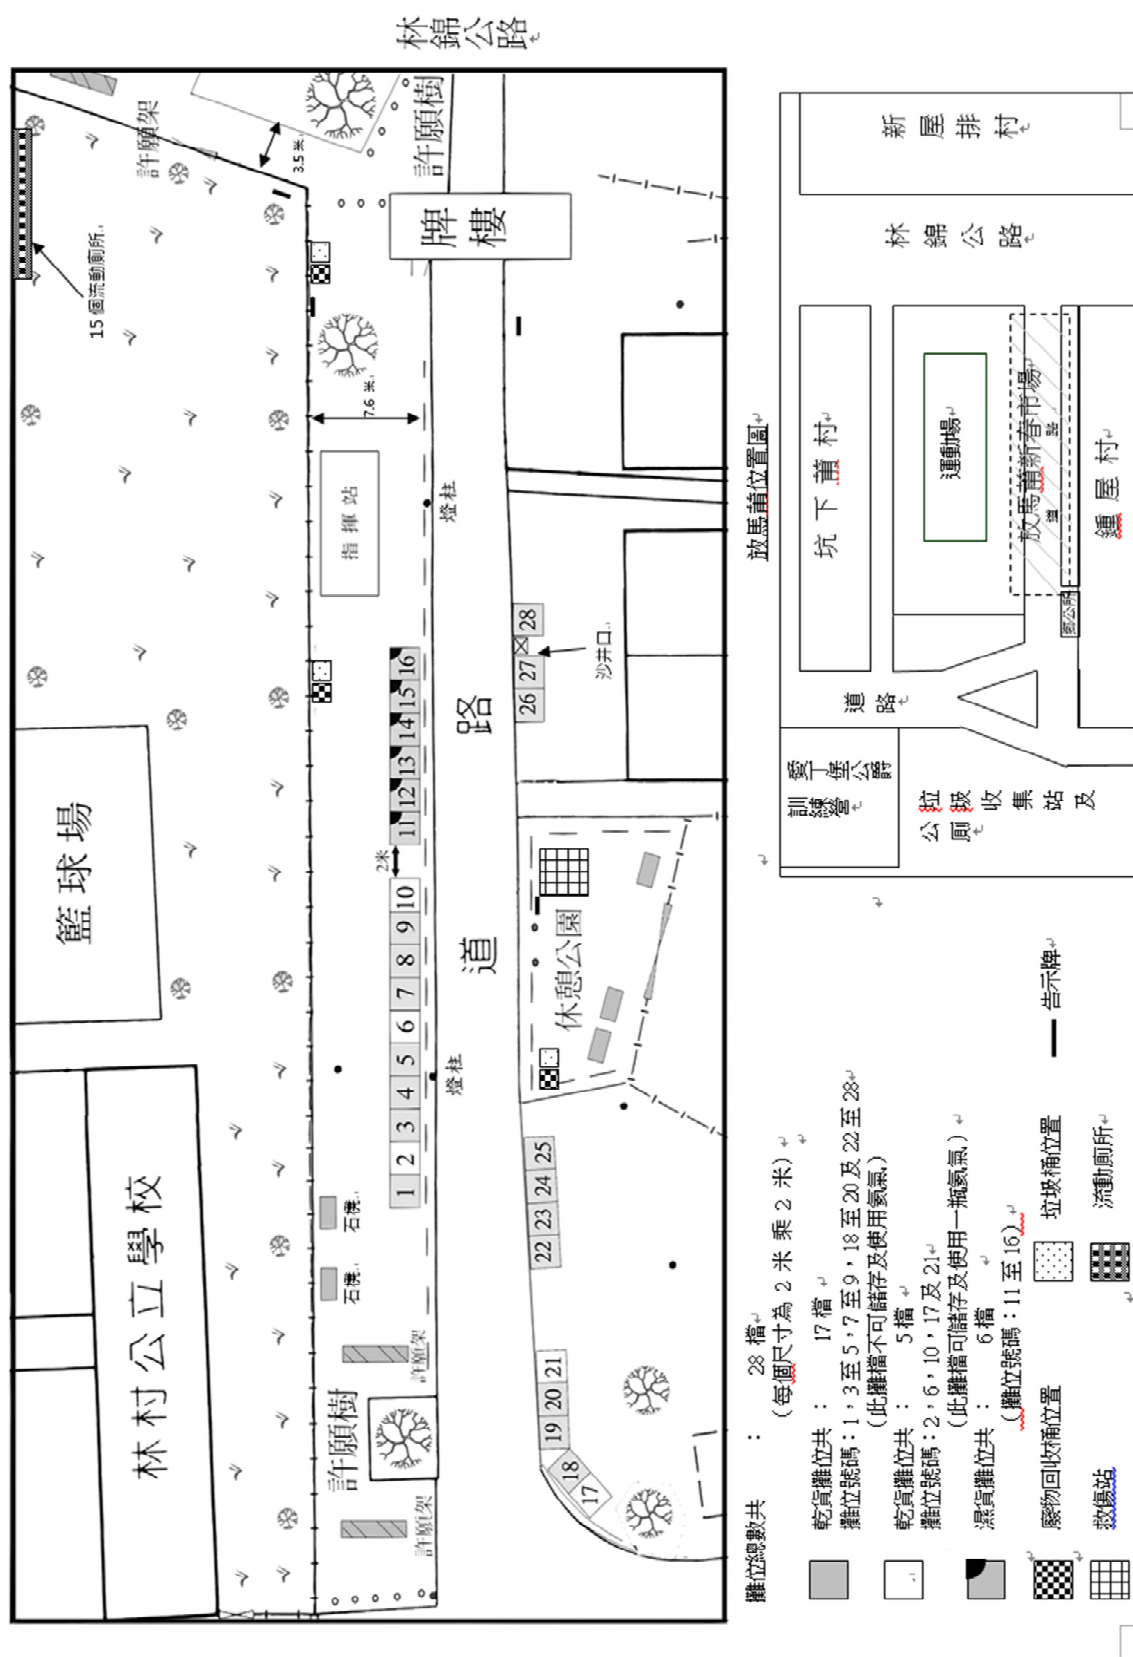 林錦公路
許願架
許願樹
3.5 米
15 個流動廁所
牌樓
7.6 米
指揮站
燈柱
籃球場
16
15
14
13
12
11
2米
10
9
8
7
6
5
4
3
2
1
路
道
28
27
26
沙井口
休憩公園
燈柱
林村公立學校
石櫈
石櫈
許願架
許願樹
許願架
25
24
23
22
21
20
19
18
17
放馬莆位置圖
新屋排村
林錦公路
坑下莆村
運動場
放馬莆新春市場
道路
鍾屋村
鄉公所
道路
愛丁堡公爵
訓練營
垃圾收集站及
公廁
攤位總數共 : 28 檔
(每個尺寸為 2 米 乘 2 米)
乾貨攤位共 : 17 檔
攤位號碼：1，3至5，7至9，18至20及22至28
(此攤檔不可儲存及使用氦氣)
乾貨攤位共 : 5 檔
攤位號碼：2，6，10，17及21
(此攤檔可儲存及使用一瓶氦氣)
濕貨攤位共 : 6 檔
(攤位號碼：11 至 16)
廢物回收桶位置
垃圾桶位置
告示牌
救傷站
流動廁所